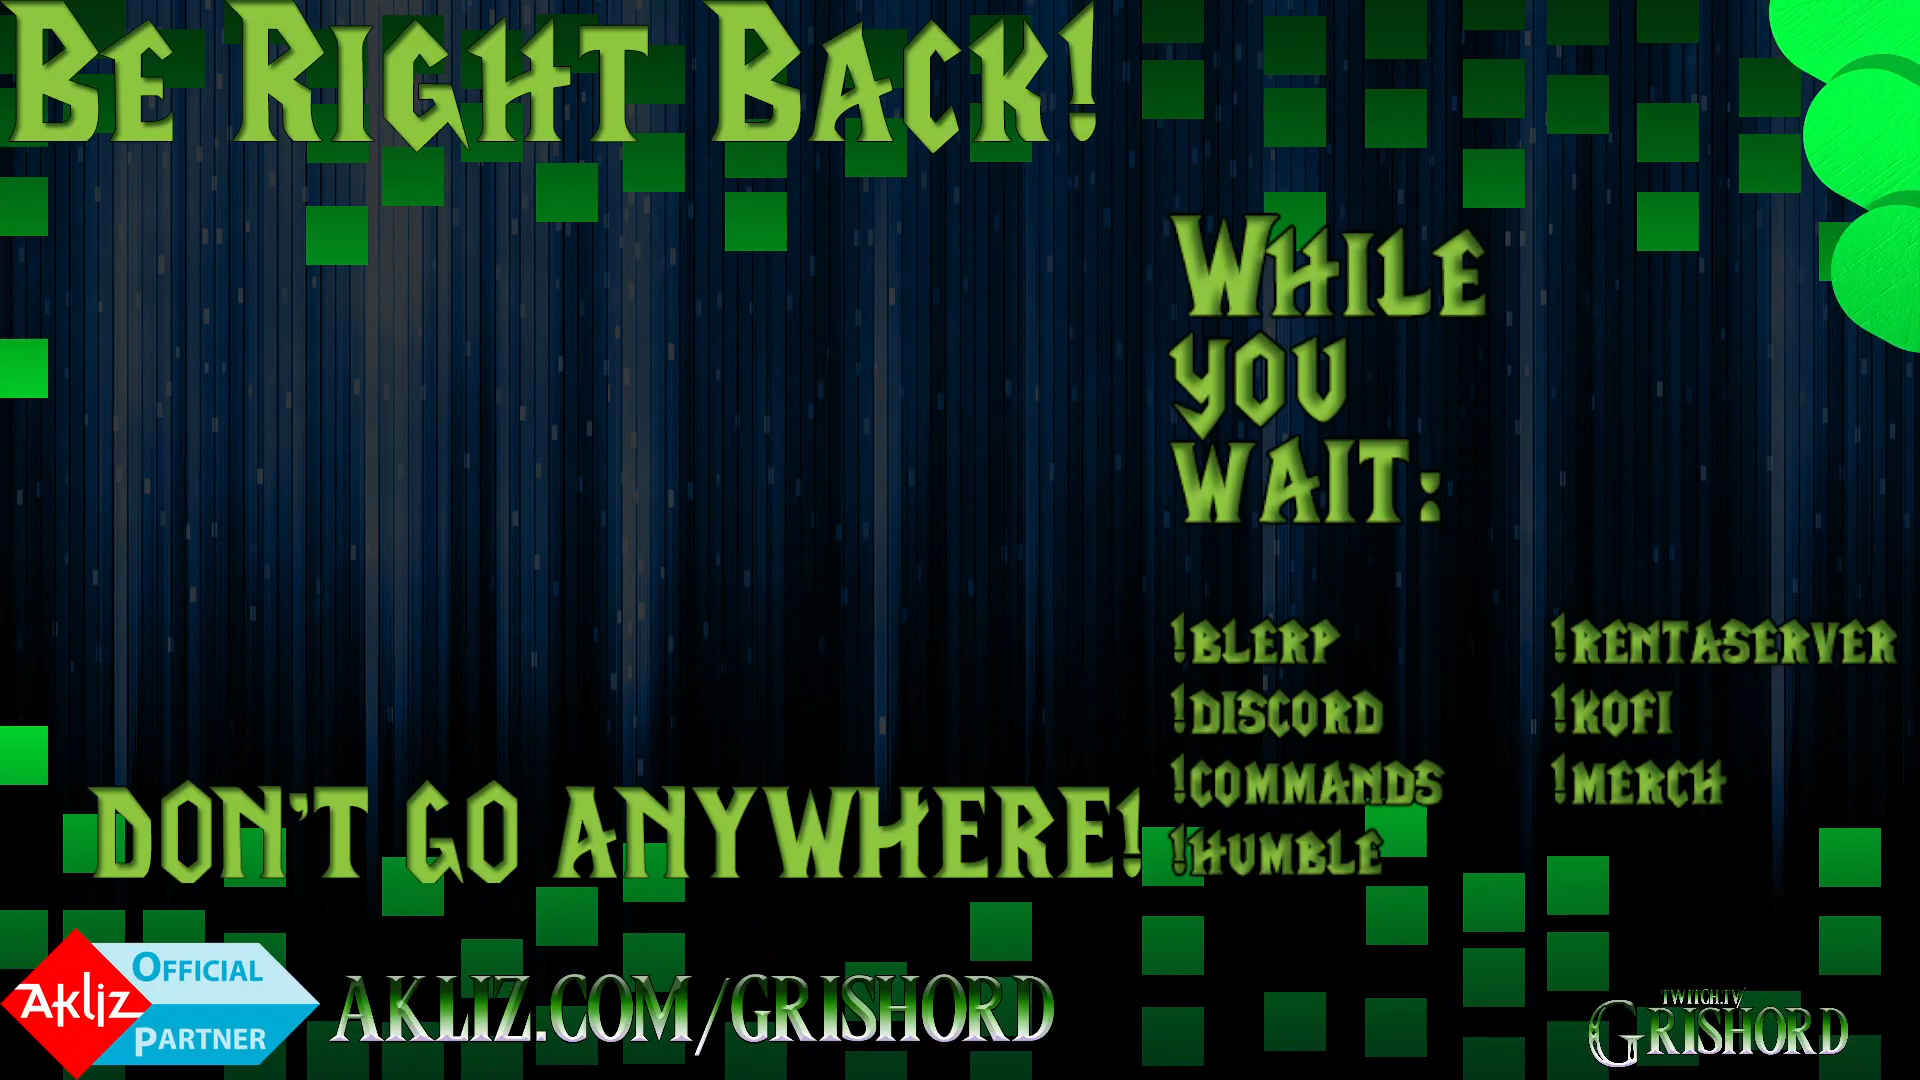 BE RIGHT BACK!
WHILE
YOU
WAIT:
!BLERP
!DISCORD
!COMMANDS
!HUMBLE
!RENTASERVER
!KOFI
!MERCH
DON'T GO ANYWHERE!
Akliz
OFFICIAL
PARTNER
AKLIZ.COM/GRISHORD
TWITCH.TV/
GRISHORD